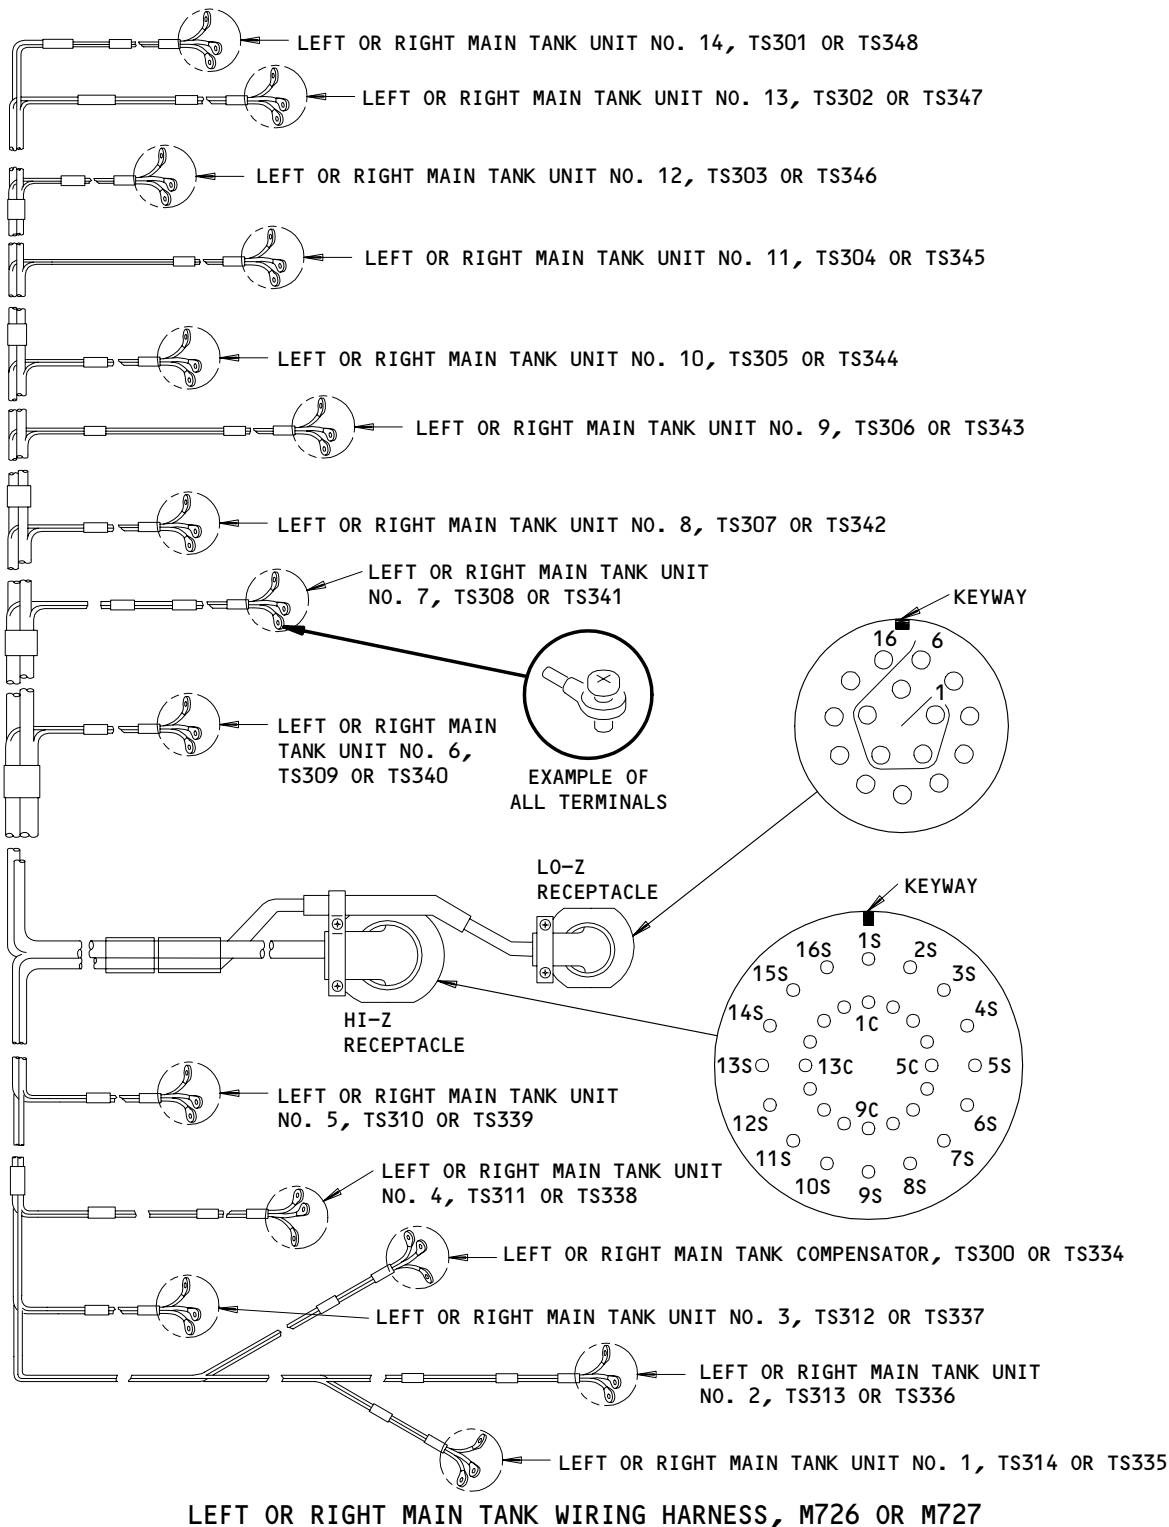 LEFT OR RIGHT MAIN TANK UNIT NO. 14, TS301 OR TS348
LEFT OR RIGHT MAIN TANK UNIT NO. 13, TS302 OR TS347
LEFT OR RIGHT MAIN TANK UNIT NO. 12, TS303 OR TS346
LEFT OR RIGHT MAIN TANK UNIT NO. 11, TS304 OR TS345
LEFT OR RIGHT MAIN TANK UNIT NO. 10, TS305 OR TS344
LEFT OR RIGHT MAIN TANK UNIT NO. 9, TS306 OR TS343
LEFT OR RIGHT MAIN TANK UNIT NO. 8, TS307 OR TS342
LEFT OR RIGHT MAIN TANK UNIT
NO. 7, TS308 OR TS341
KEYWAY
16 6
1
LEFT OR RIGHT MAIN
TANK UNIT NO. 6,
TS309 OR TS340
EXAMPLE OF
ALL TERMINALS
LO-Z
RECEPTACLE
KEYWAY
1S
2S
3S
4S
5S
6S
7S
8S
9S
10S
11S
12S
13S
14S
15S
16S
1C
5C
9C
13C
HI-Z
RECEPTACLE
LEFT OR RIGHT MAIN TANK UNIT
NO. 5, TS310 OR TS339
LEFT OR RIGHT MAIN TANK UNIT
NO. 4, TS311 OR TS338
LEFT OR RIGHT MAIN TANK COMPENSATOR, TS300 OR TS334
LEFT OR RIGHT MAIN TANK UNIT NO. 3, TS312 OR TS337
LEFT OR RIGHT MAIN TANK UNIT
NO. 2, TS313 OR TS336
LEFT OR RIGHT MAIN TANK UNIT NO. 1, TS314 OR TS335
LEFT OR RIGHT MAIN TANK WIRING HARNESS, M726 OR M727